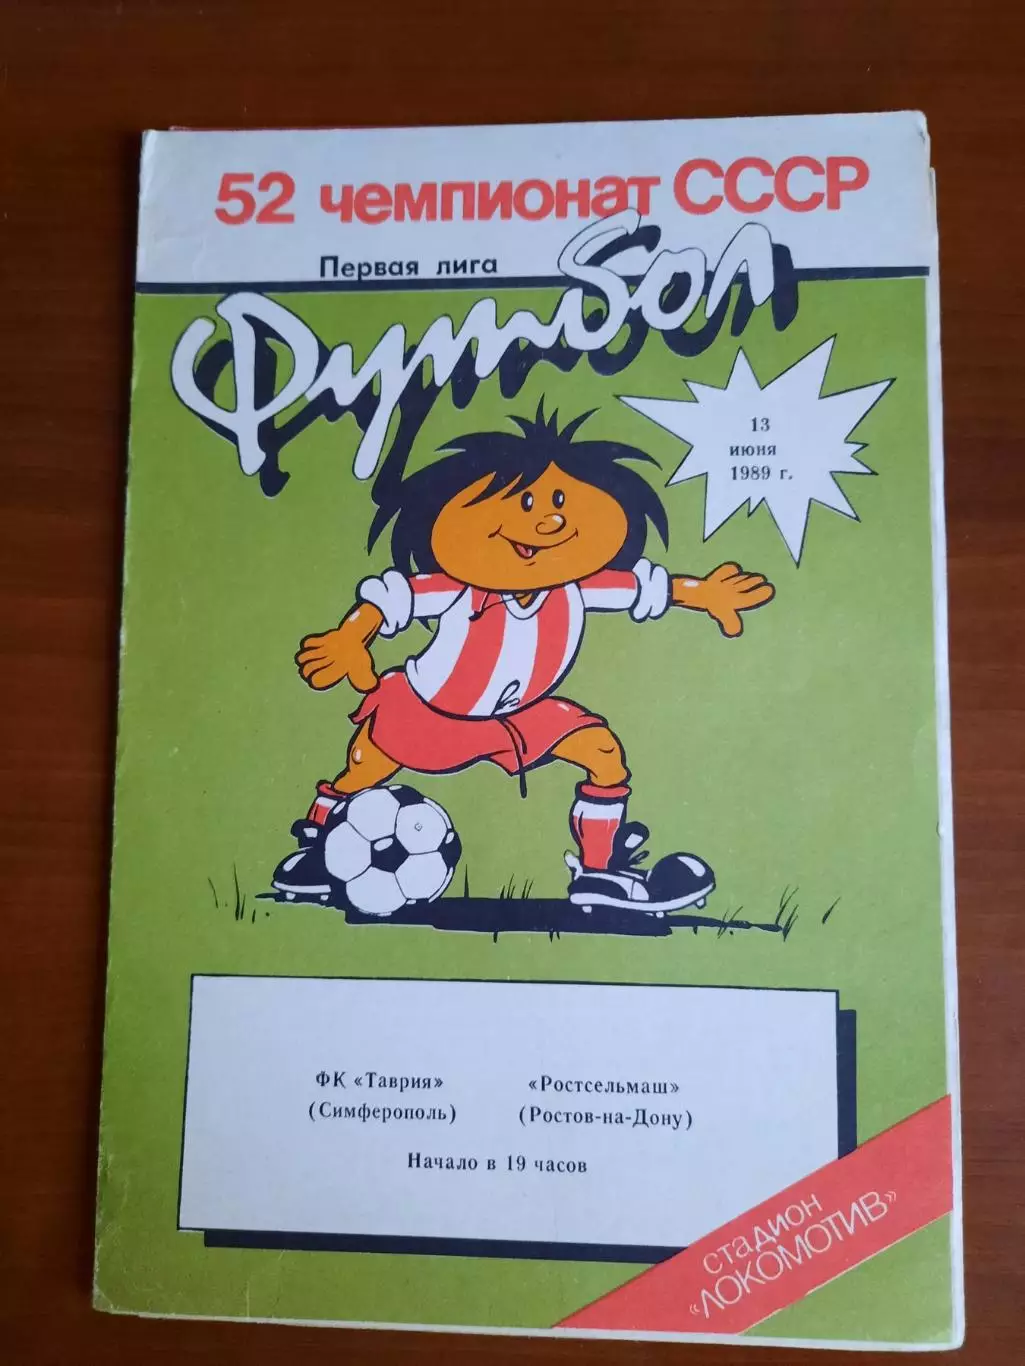 52 чемпионат СССР
Первая лига
Футбол
13
июня
1989 г.
ФК «Таврия» «Ростсельмаш»
(Симферополь) (Ростов-на-Дону)
Начало в 19 часов
стадион
«ЛОКОМОТИВ»